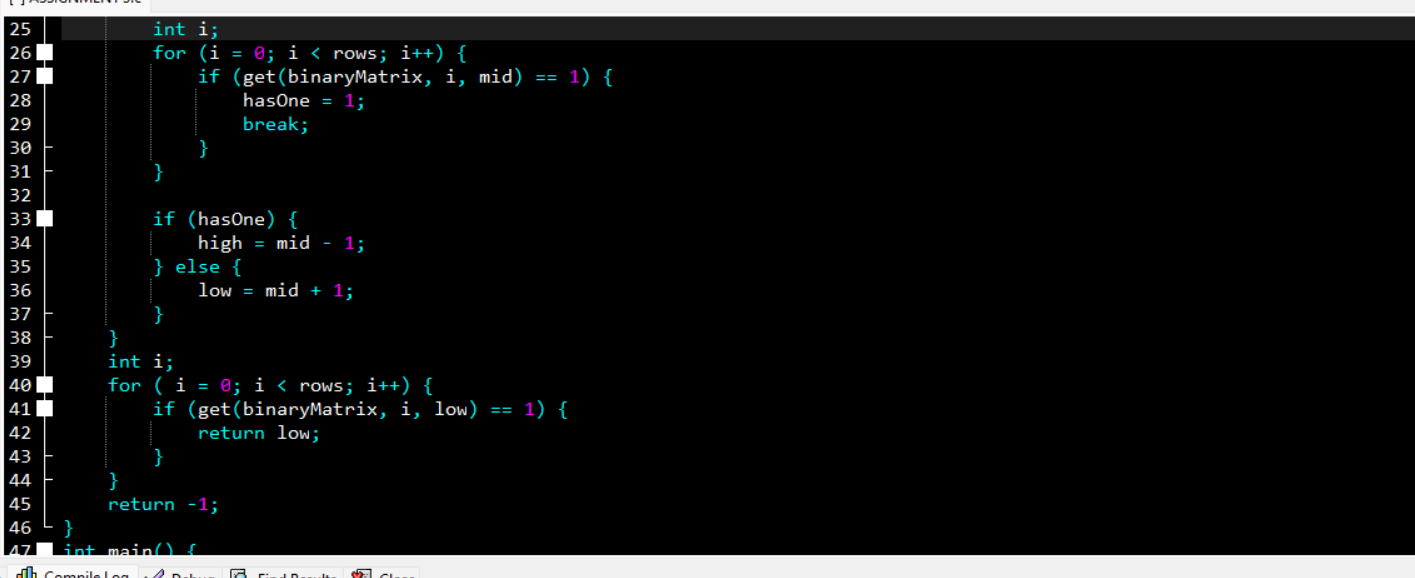 25 int i;
26 for (i = 0; i < rows; i++) {
27 if (get(binaryMatrix, i, mid) == 1) {
28 hasOne = 1;
29 break;
30 }
31 }
32
33 if (hasOne) {
34 high = mid - 1;
35 } else {
36 low = mid + 1;
37 }
38 }
39 int i;
40 for ( i = 0; i < rows; i++) {
41 if (get(binaryMatrix, i, low) == 1) {
42 return low;
43 }
44 }
45 return -1;
46 }
47 int main() {
Compile Log Debug Find Results Close